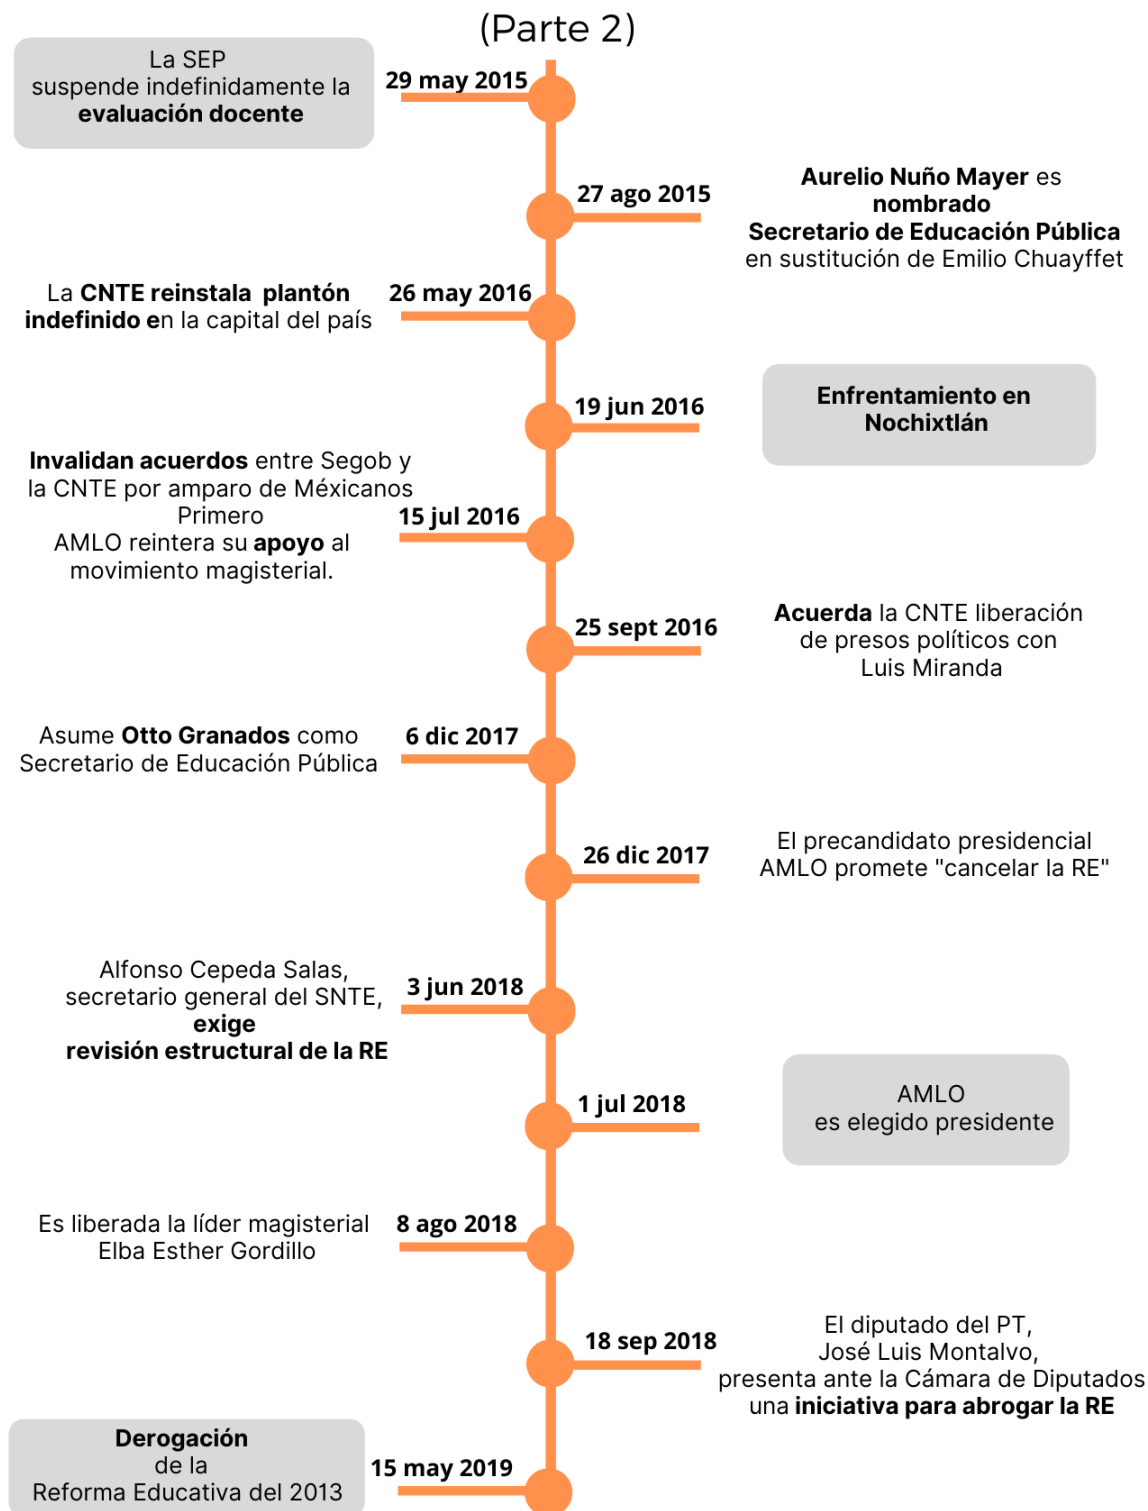 (Parte 2)
La SEP
suspende indefinidamente la
evaluación docente
29 may 2015
27 ago 2015
Aurelio Nuño Mayer es
nombrado
Secretario de Educación Pública
en sustitución de Emilio Chuayffet
La CNTE reinstala plantón
indefinido en la capital del país
26 may 2016
19 jun 2016
Enfrentamiento en
Nochixtlán
Invalidan acuerdos entre Segob y
la CNTE por amparo de Méxicanos
Primero
AMLO reintera su apoyo al
movimiento magisterial.
15 jul 2016
25 sept 2016
Acuerda la CNTE liberación
de presos políticos con
Luis Miranda
Asume Otto Granados como
Secretario de Educación Pública
6 dic 2017
26 dic 2017
El precandidato presidencial
AMLO promete "cancelar la RE"
Alfonso Cepeda Salas,
secretario general del SNTE,
exige
revisión estructural de la RE
3 jun 2018
1 jul 2018
AMLO
es elegido presidente
Es liberada la líder magisterial
Elba Esther Gordillo
8 ago 2018
18 sep 2018
El diputado del PT,
José Luis Montalvo,
presenta ante la Cámara de Diputados
una iniciativa para abrogar la RE
Derogación
de la
Reforma Educativa del 2013
15 may 2019